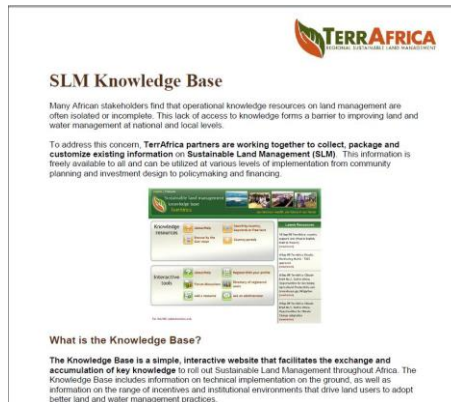 TERRAFRICA
REGIONAL SUSTAINABLE LAND MANAGEMENT
SLM Knowledge Base
Many African stakeholders find that operational knowledge resources on land management are
often isolated or incomplete. This lack of access to knowledge forms a barrier to improving land and
water management at national and local levels.
To address this concern, TerrAfrica partners are working together to collect, package and
customize existing information on Sustainable Land Management (SLM). This information is
freely available to all and can be utilized at various levels of implementation from community
planning and investment design to policymaking and financing.
Sustainable land management
knowledge base
Knowledge
resources
Interactive
tools
What is the Knowledge Base?
The Knowledge Base is a simple, interactive website that facilitates the exchange and
accumulation of key knowledge to roll out Sustainable Land Management throughout Africa. The
Knowledge Base includes information on technical implementation on the ground, as well as
information on the range of incentives and institutional environments that drive land users to adopt
better land and water management practices.